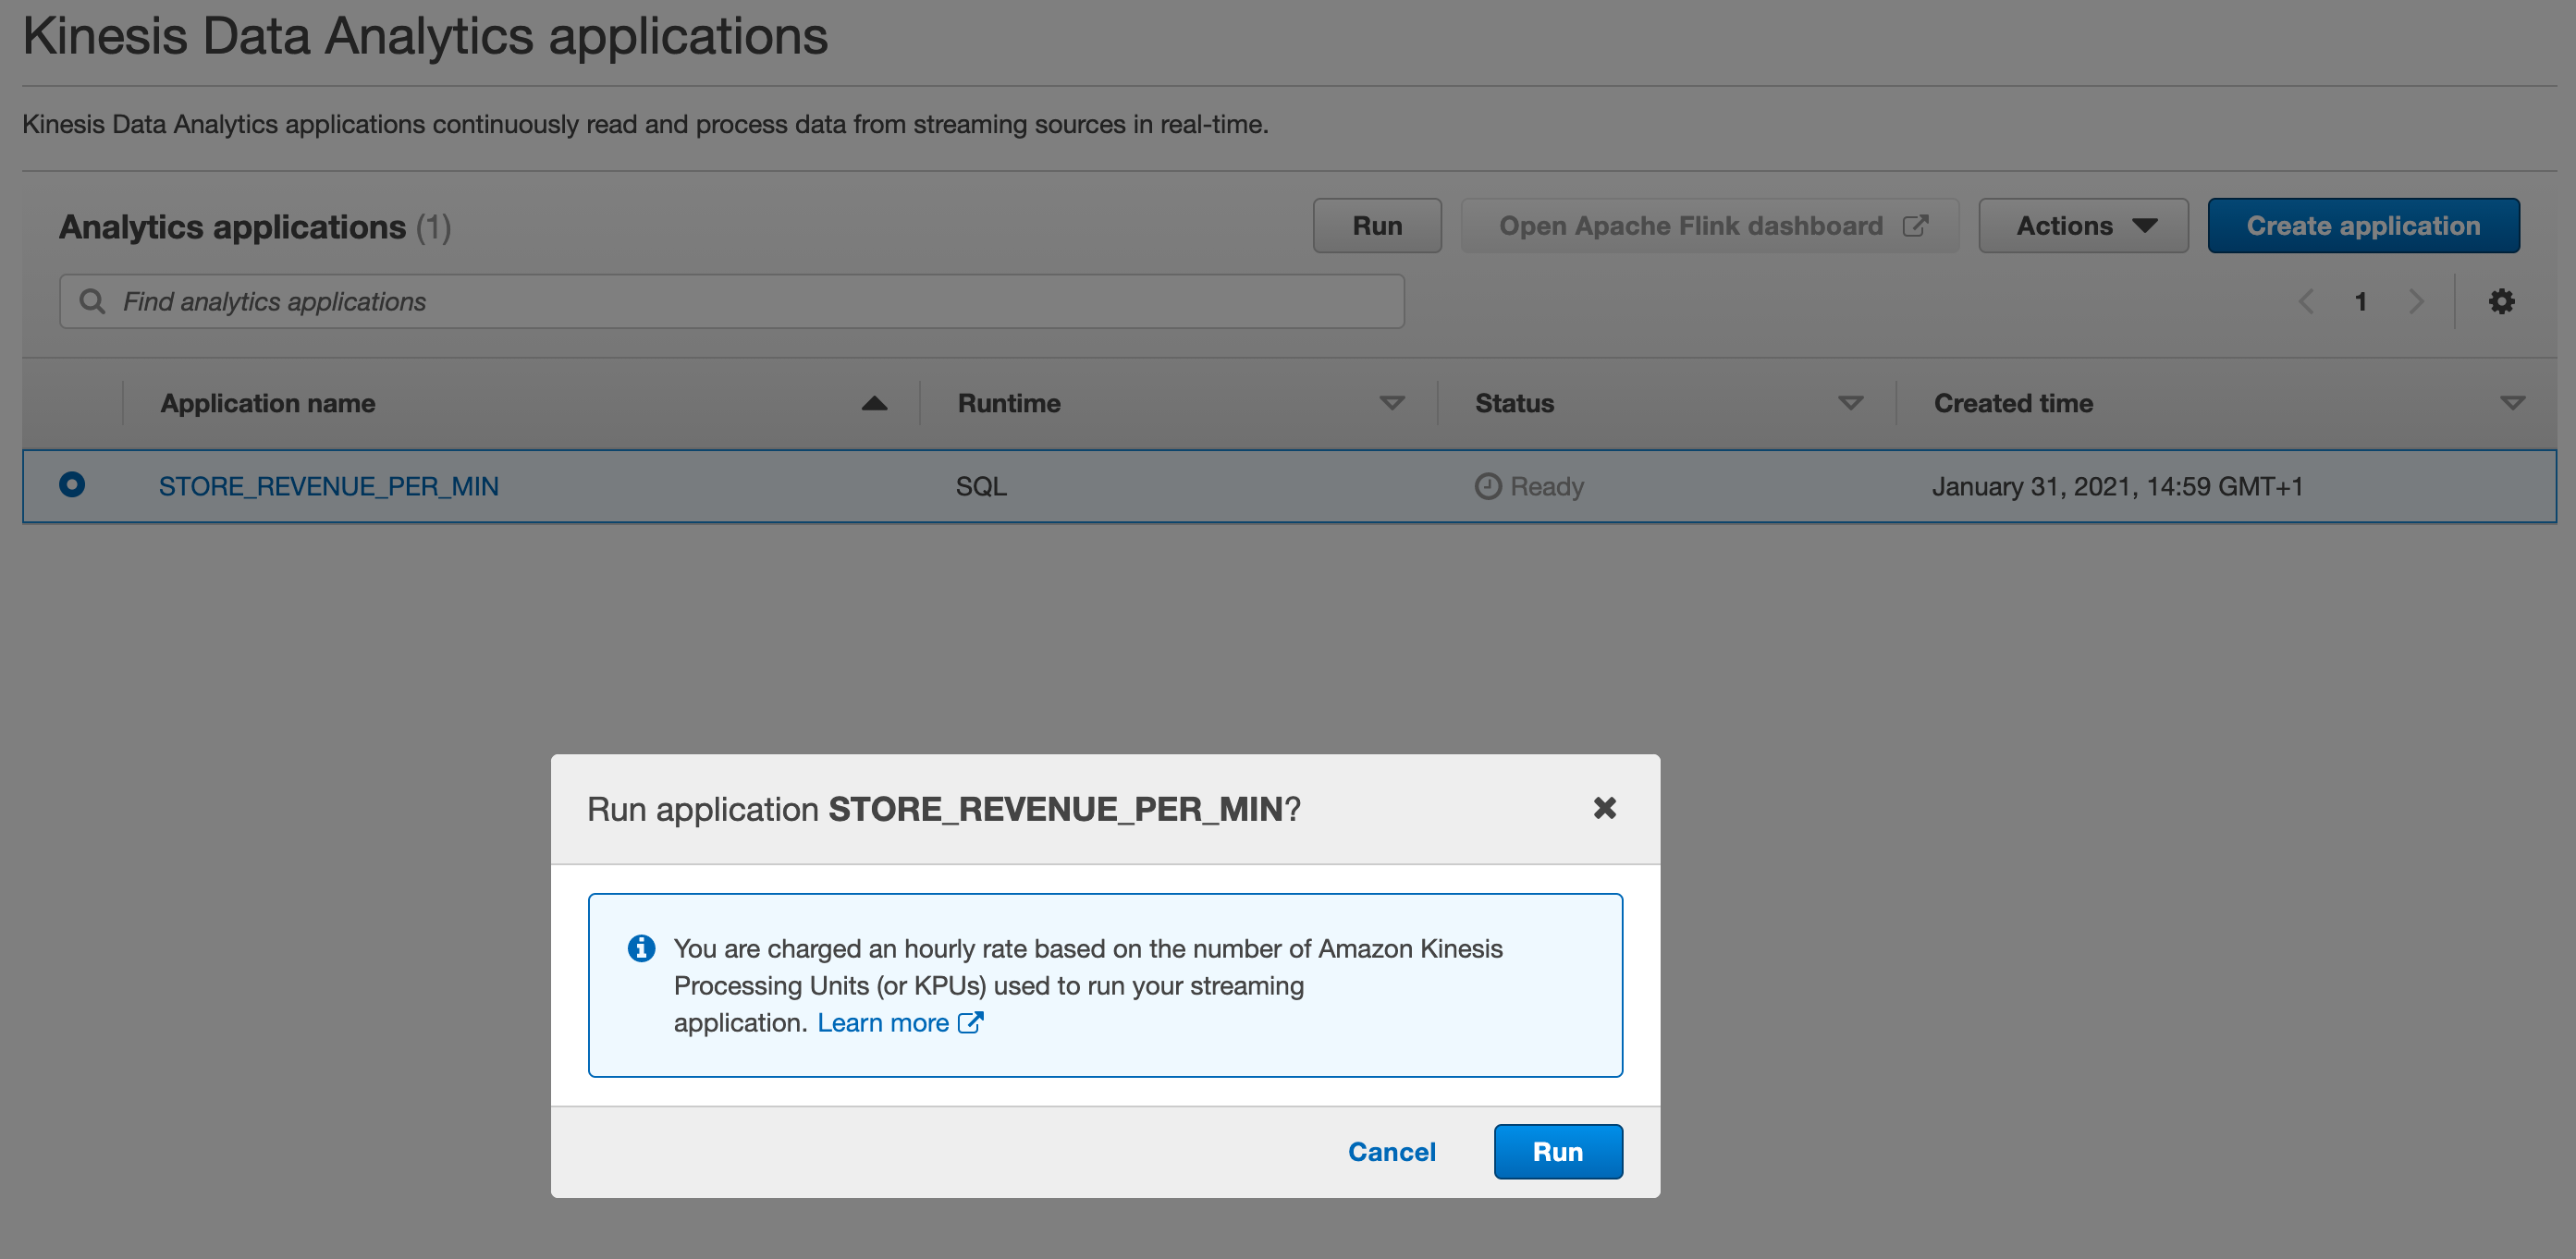 Kinesis Data Analytics applications
Kinesis Data Analytics applications continuously read and process data from streaming sources in real-time.
Analytics applications (1)
Run
Open Apache Flink dashboard
Actions
Create application
Find analytics applications
1
Application name
Runtime
Status
Created time
STORE_REVENUE_PER_MIN
SQL
Ready
January 31, 2021, 14:59 GMT+1
Run application STORE_REVENUE_PER_MIN?
You are charged an hourly rate based on the number of Amazon Kinesis
Processing Units (or KPUs) used to run your streaming
application. Learn more
Cancel
Run